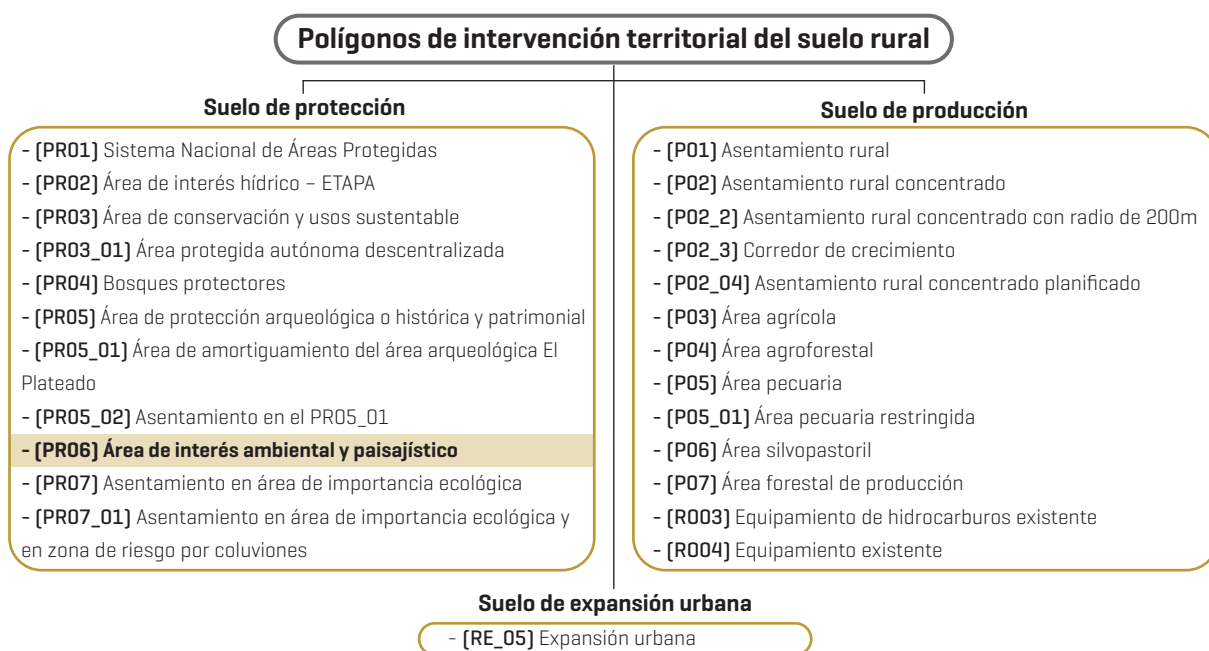 Polígonos de intervención territorial del suelo rural
Suelo de protección
- (PR01) Sistema Nacional de Áreas Protegidas
- (PR02) Área de interés hídrico – ETAPA
- (PR03) Área de conservación y usos sustentable
- (PR03_01) Área protegida autónoma descentralizada
- (PR04) Bosques protectores
- (PR05) Área de protección arqueológica o histórica y patrimonial
- (PR05_01) Área de amortiguamiento del área arqueológica El
Plateado
- (PR05_02) Asentamiento en el PR05_01
- (PR06) Área de interés ambiental y paisajístico
- (PR07) Asentamiento en área de importancia ecológica
- (PR07_01) Asentamiento en área de importancia ecológica y
en zona de riesgo por coluviones
Suelo de producción
- (P01) Asentamiento rural
- (P02) Asentamiento rural concentrado
- (P02_2) Asentamiento rural concentrado con radio de 200m
- (P02_3) Corredor de crecimiento
- (P02_04) Asentamiento rural concentrado planificado
- (P03) Área agrícola
- (P04) Área agroforestal
- (P05) Área pecuaria
- (P05_01) Área pecuaria restringida
- (P06) Área silvopastoril
- (P07) Área forestal de producción
- (R003) Equipamiento de hidrocarburos existente
- (R004) Equipamiento existente
Suelo de expansión urbana
- (RE_05) Expansión urbana